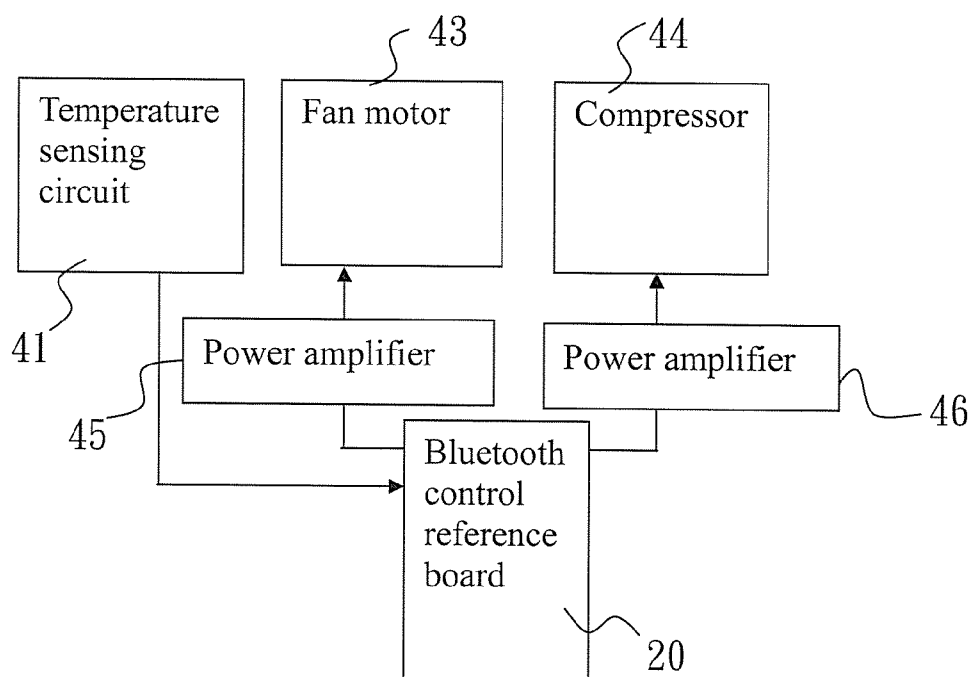 43
44
Temperature
sensing
circuit
Fan motor
Compressor
41
Power amplifier
Power amplifier
45
46
Bluetooth
control
reference
board
20